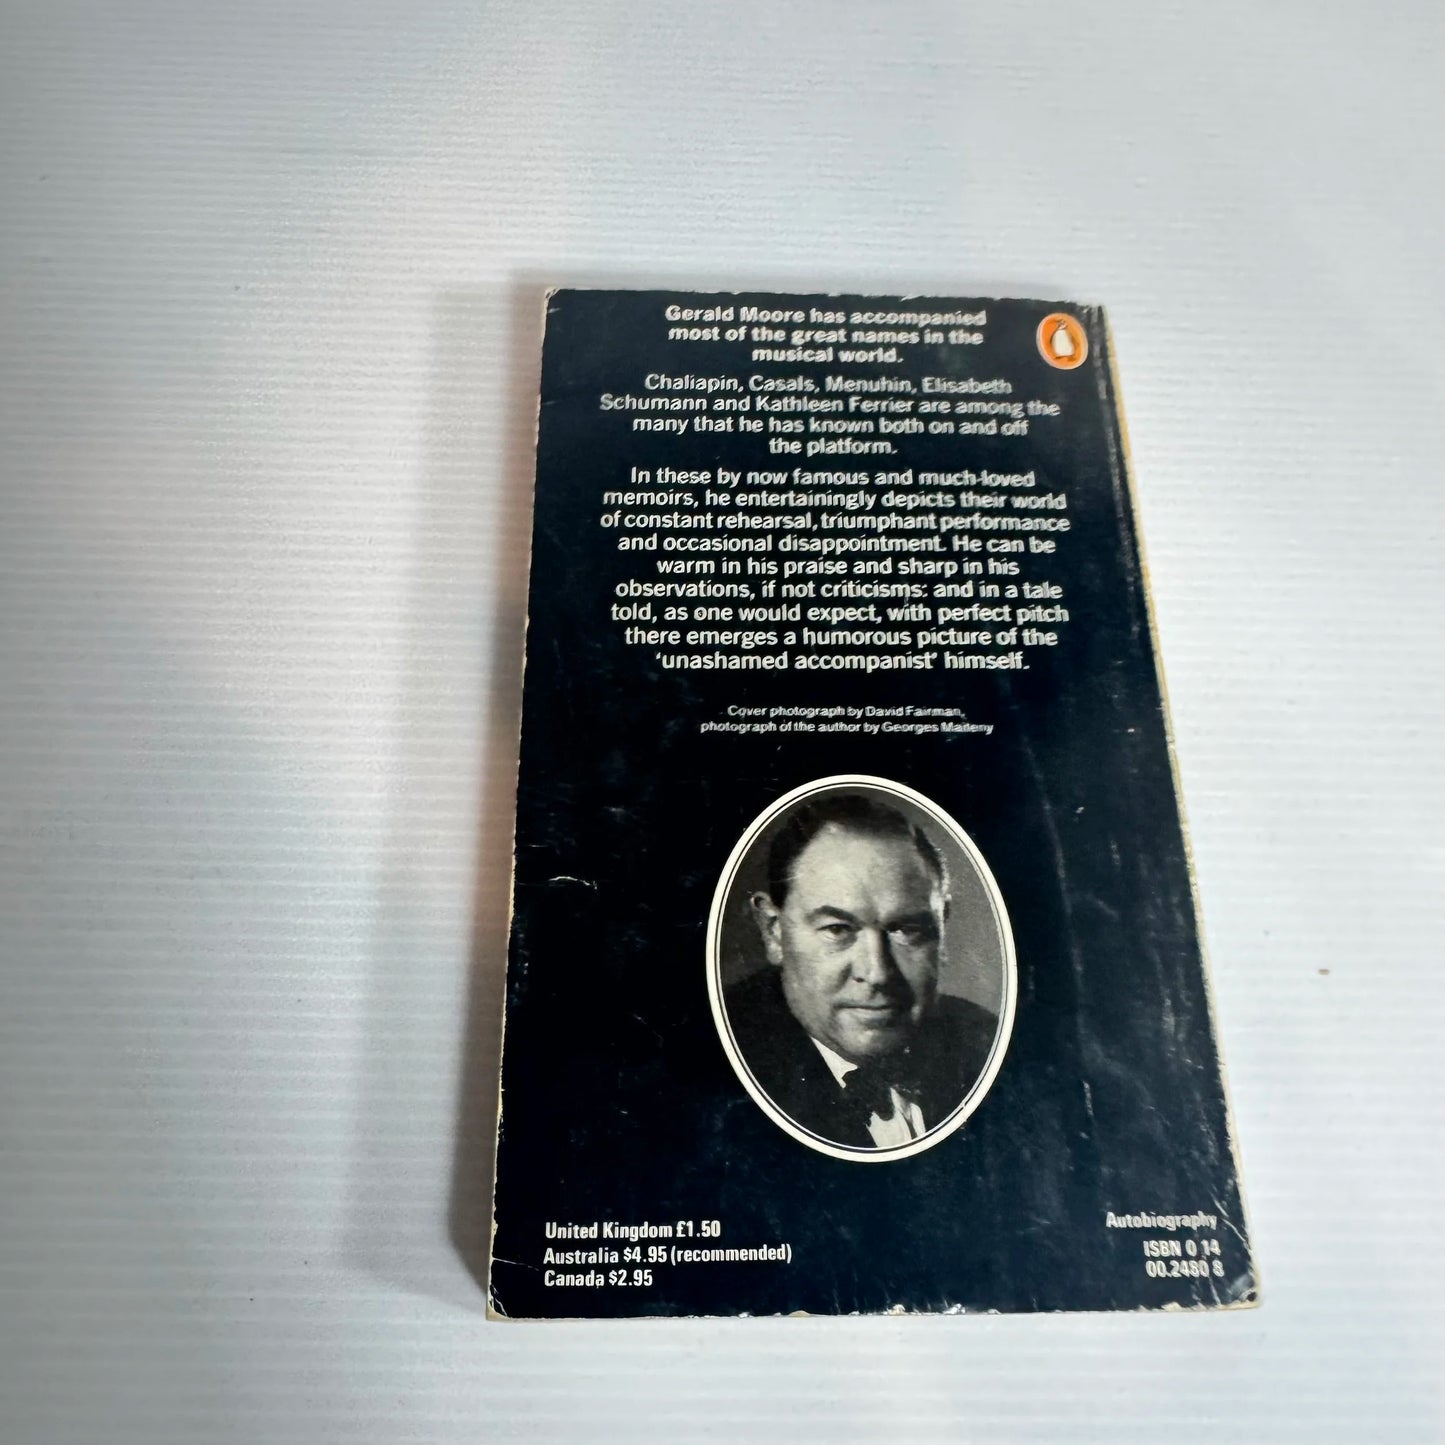 Gerald Moore has accompanied
most of the great names in the
musical world.
Chaliapin, Casals, Menuhin, Elisabeth
Schumann and Kathleen Ferrier are among the
many that he has known both on and off
the platform.
In these by now famous and much-loved
memoirs, he entertainingly depicts their world
of constant rehearsal, triumphant performance
and occasional disappointment. He can be
warm in his praise and sharp in his
observations, if not criticisms: and in a tale
told, as one would expect, with perfect pitch
there emerges a humorous picture of the
‘unashamed accompanist’ himself.
Cover photograph by David Fairman,
photograph of the author by Georges Maiteny
United Kingdom £1.50
Australia $4.95 (recommended)
Canada $2.95
Autobiography
ISBN 0 14
00.2480 8